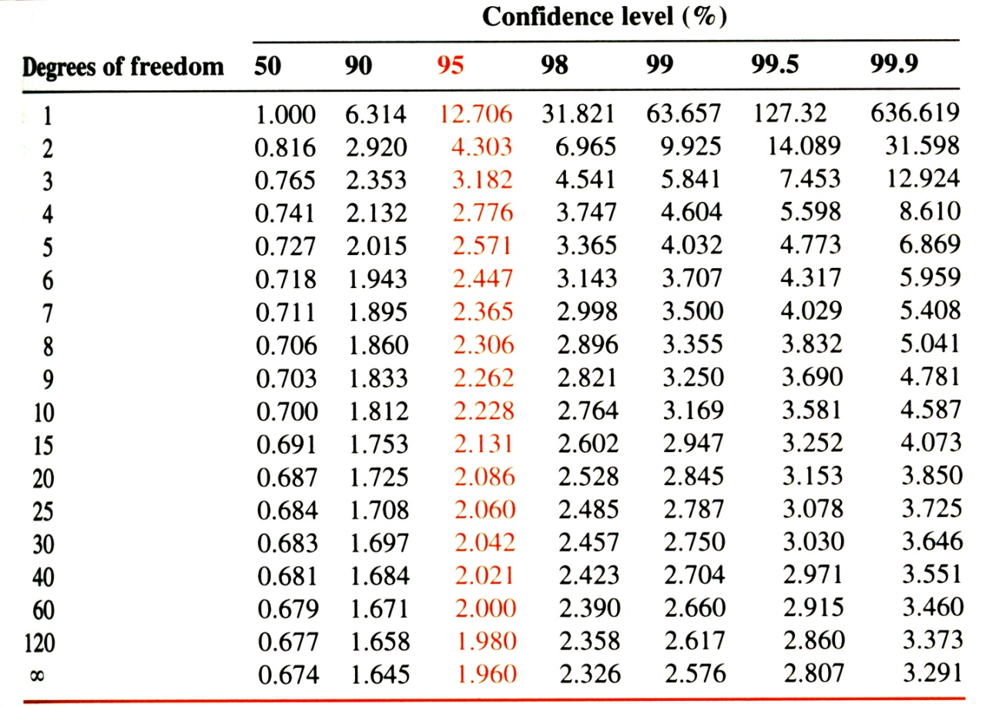 Confidence level (%)
Degrees of freedom 50 90 95 98 99 99.5 99.9
1 1.000 6.314 12.706 31.821 63.657 127.32 636.619
2 0.816 2.920 4.303 6.965 9.925 14.089 31.598
3 0.765 2.353 3.182 4.541 5.841 7.453 12.924
4 0.741 2.132 2.776 3.747 4.604 5.598 8.610
5 0.727 2.015 2.571 3.365 4.032 4.773 6.869
6 0.718 1.943 2.447 3.143 3.707 4.317 5.959
7 0.711 1.895 2.365 2.998 3.500 4.029 5.408
8 0.706 1.860 2.306 2.896 3.355 3.832 5.041
9 0.703 1.833 2.262 2.821 3.250 3.690 4.781
10 0.700 1.812 2.228 2.764 3.169 3.581 4.587
15 0.691 1.753 2.131 2.602 2.947 3.252 4.073
20 0.687 1.725 2.086 2.528 2.845 3.153 3.850
25 0.684 1.708 2.060 2.485 2.787 3.078 3.725
30 0.683 1.697 2.042 2.457 2.750 3.030 3.646
40 0.681 1.684 2.021 2.423 2.704 2.971 3.551
60 0.679 1.671 2.000 2.390 2.660 2.915 3.460
120 0.677 1.658 1.980 2.358 2.617 2.860 3.373
∞ 0.674 1.645 1.960 2.326 2.576 2.807 3.291